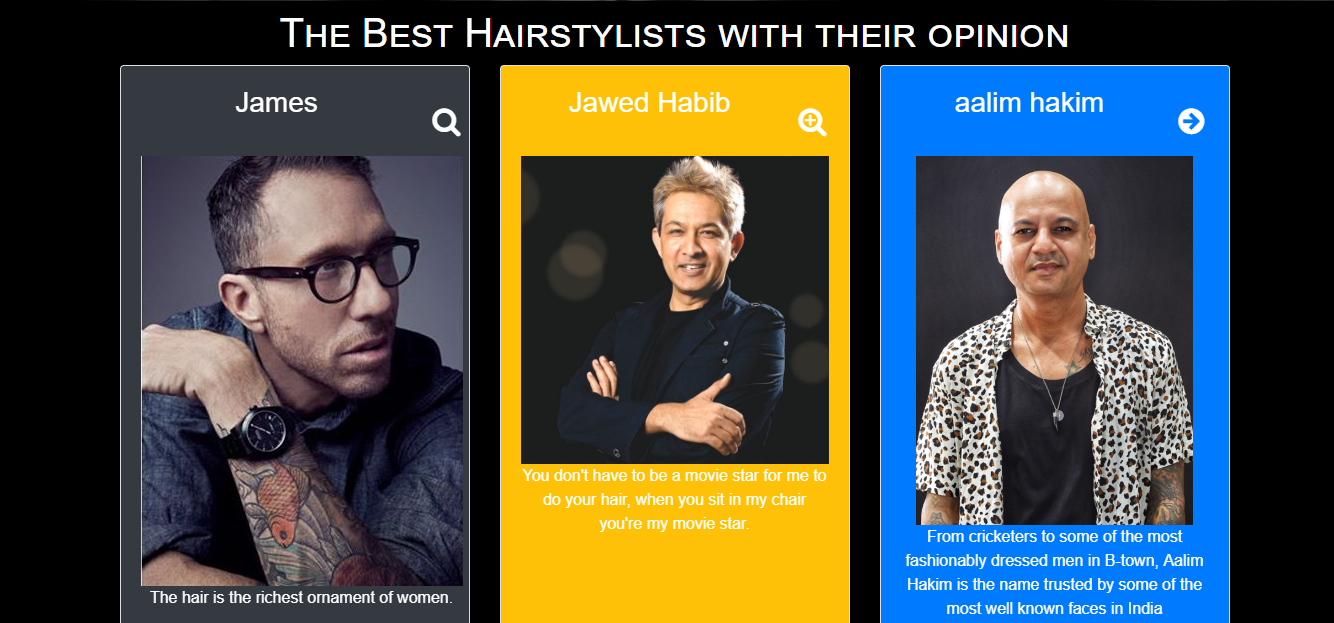 The Best Hairstylists with their opinion
James
The hair is the richest ornament of women.
Jawed Habib
You don't have to be a movie star for me to
do your hair, when you sit in my chair
you're my movie star.
aalim hakim
From cricketers to some of the most
fashionably dressed men in B-town, Aalim
Hakim is the name trusted by some of the
most well known faces in India